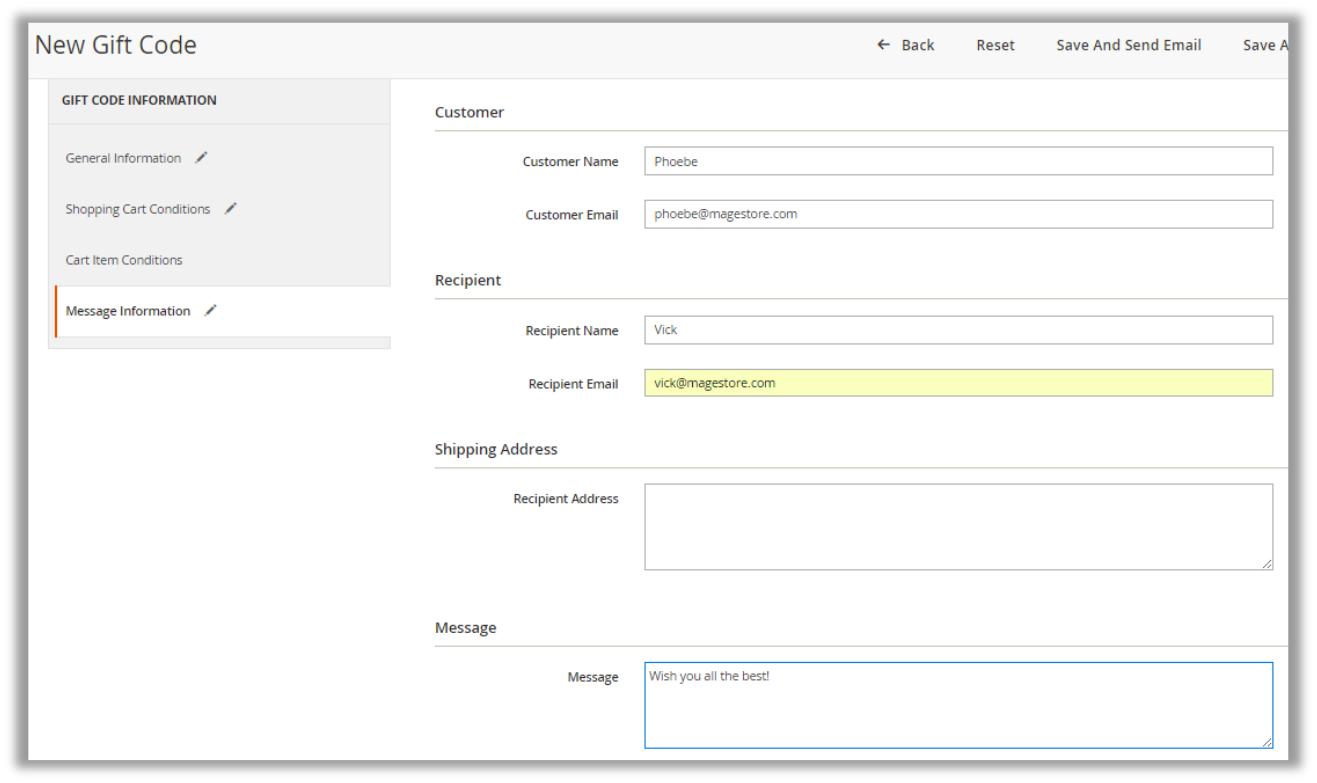 New Gift Code
← Back Reset Save And Send Email Save A
GIFT CODE INFORMATION
General Information
Shopping Cart Conditions
Cart Item Conditions
Message Information
Customer
Customer Name Phoebe
Customer Email phoebe@magestore.com
Recipient
Recipient Name Vick
Recipient Email vick@magestore.com
Shipping Address
Recipient Address
Message
Message Wish you all the best!